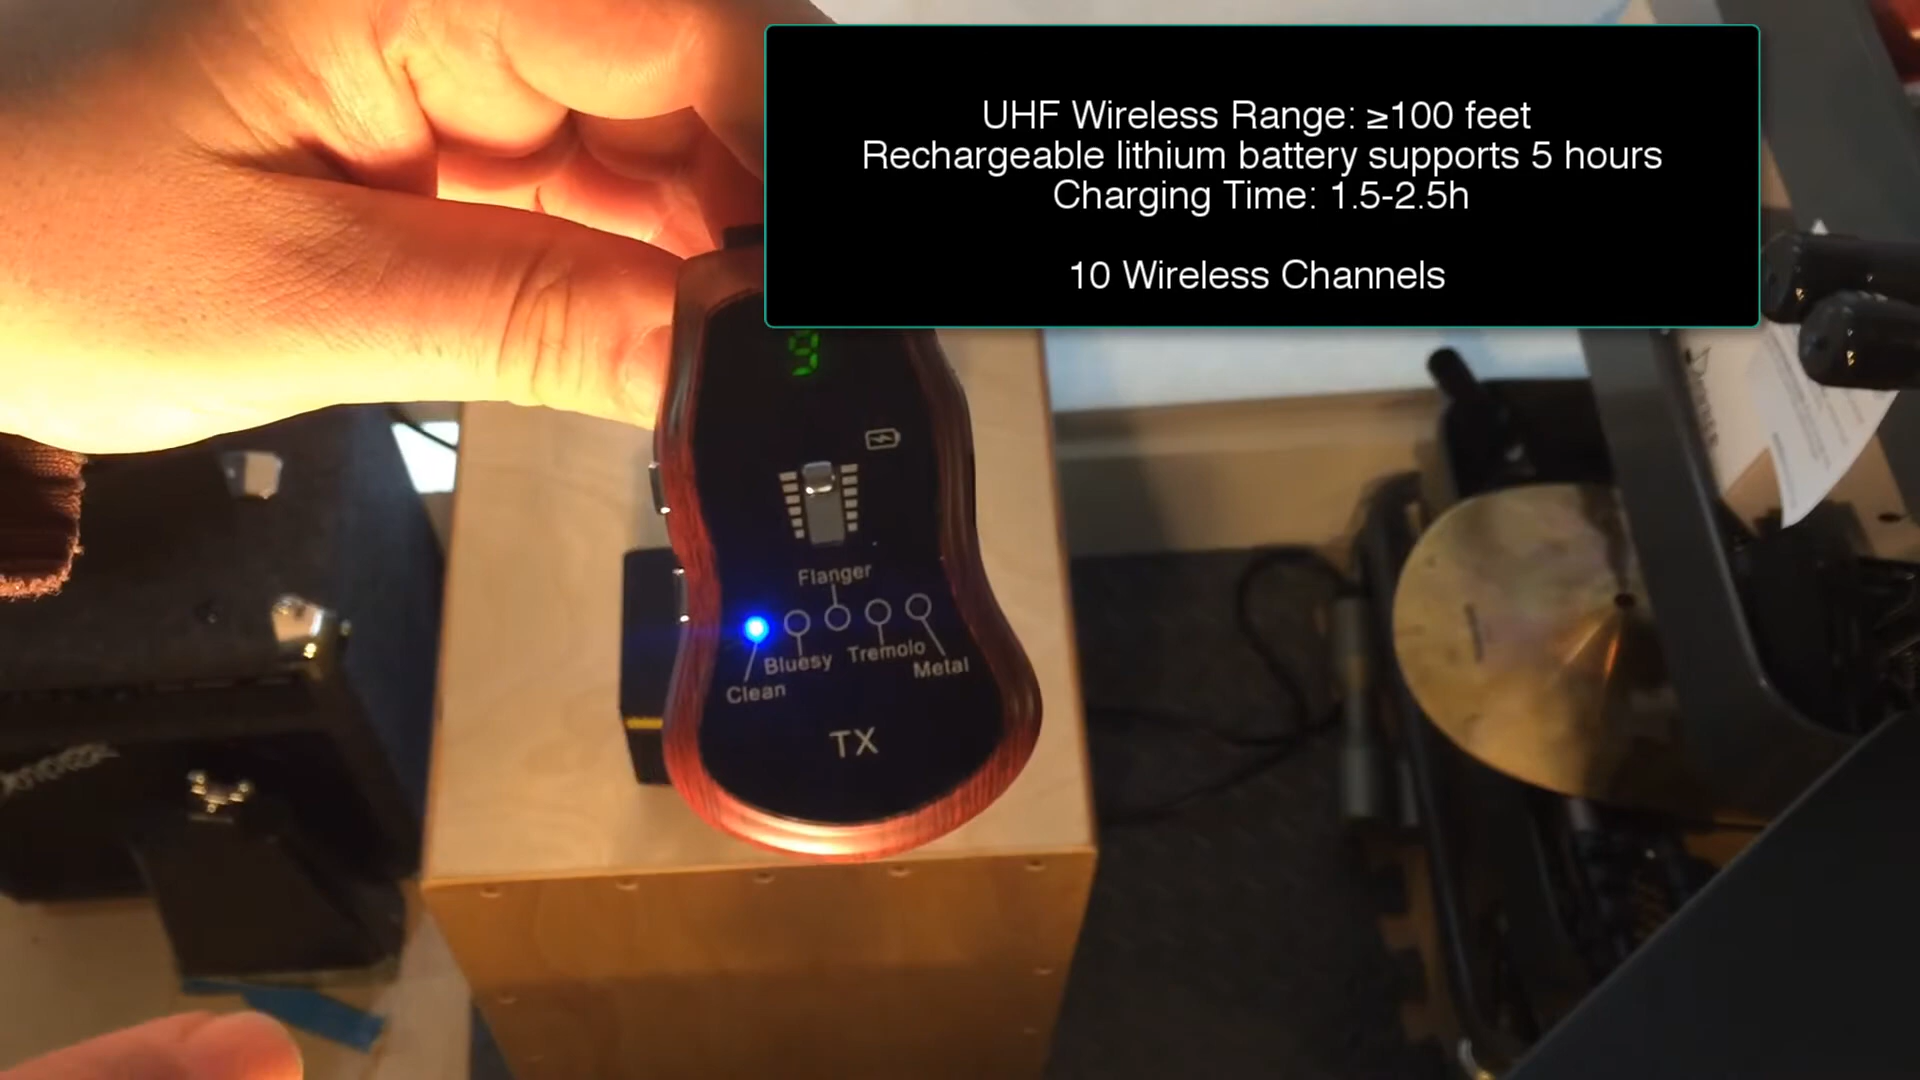 UHF Wireless Range: ≥100 feet
Rechargeable lithium battery supports 5 hours
Charging Time: 1.5-2.5h
10 Wireless Channels
9
Flanger
Bluesy Tremolo
Clean Metal
TX